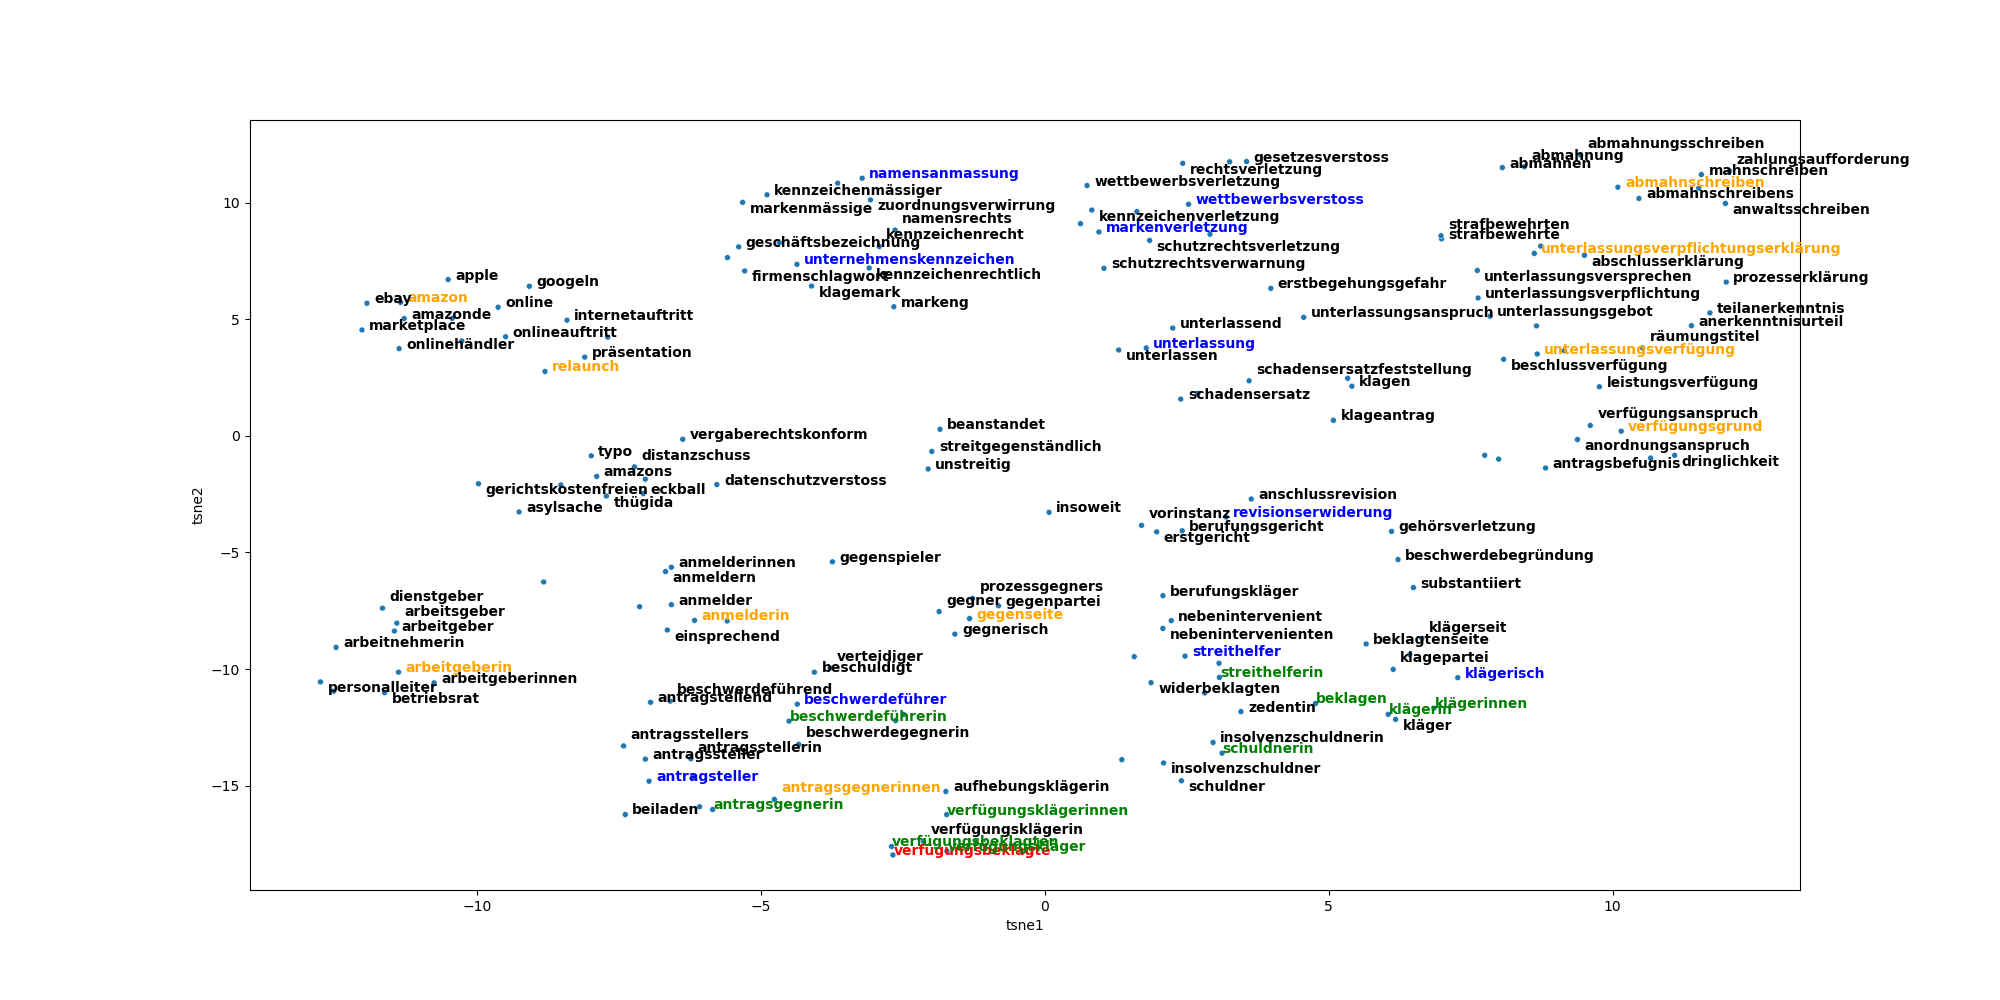 abmahnungsschreiben
abmahnung
gesetzesverstoss
zahlungsaufforderung
abmahnen
rechtsverletzung
mahnschreiben
namensanmassung
wettbewerbsverletzung
abmahnschreiben
kennzeichenmässiger
abmahnschreibens
wettbewerbsverstoss
10
zuordnungsverwirrung
markenmässige
anwaltsschreiben
namensrechts
kennzeichenverletzung
strafbewehrten
markenverletzung
kennzeichenrecht
strafbewehrte
geschäftsbezeichnung
schutzrechtsverletzung
unterlassungsverpflichtungserklärung
unternehmenskennzeichen
schutzrechtsverwarnung
abschlusserklärung
apple
firmenschlagwort
kennzeichenrechtlich
unterlassungsversprechen
prozesserklärung
googeln
erstbegehungsgefahr
klagemark
unterlassungsverpflichtung
ebay
amazon
online
markeng
teilanerkenntnis
amazonde
internetauftritt
unterlassungsanspruch
unterlassungsgebot
5
anerkenntnisurteil
marketplace
unterlassend
onlineauftritt
räumungstitel
onlinehändler
unterlassung
unterlassungsverfügung
präsentation
unterlassen
relaunch
beschlussverfügung
schadensersatzfeststellung
klagen
leistungsverfügung
schadensersatz
klageantrag
verfügungsanspruch
beanstandet
verfügungsgrund
vergaberechtskonform
0
streitgegenständlich
anordnungsanspruch
typo
distanzschuss
unstreitig
antragsbefugnis
dringlichkeit
amazons
datenschutzverstoss
gerichtskostenfreien
eckball
anschlussrevision
thügida
asylsache
insoweit
vorinstanz
revisionserwiderung
tsne2
berufungsgericht
gehörsverletzung
erstgericht
−5
gegenspieler
beschwerdebegründung
anmelderinnen
anmeldern
substantiiert
prozessgegners
dienstgeber
berufungskläger
anmelder
gegner
gegenpartei
arbeitsgeber
anmelderin
gegenseite
nebenintervenient
arbeitgeber
klägerseit
gegnerisch
einsprechend
nebenintervenienten
beklagtenseite
arbeitnehmerin
streithelfer
verteidiger
klagepartei
−10
arbeitgeberin
beschuldigt
streithelferin
klägerisch
arbeitgeberinnen
personalleiter
beschwerdeführend
widerbeklagten
betriebsrat
antragstellend
beschwerdeführer
beklagen
klägerinnen
zedentin
klägerin
beschwerdeführerin
kläger
antragsstellers
beschwerdegegnerin
insolvenzschuldnerin
antragsstellerin
schuldnerin
antragssteller
insolvenzschuldner
antragsteller
−15
antragsgegnerinnen
aufhebungsklägerin
schuldner
antragsgegnerin
beiladen
verfügungsklägerinnen
verfügungsklägerin
verfügungsbeklagten
verfügungskläger
verfügungsbeklagte
−10
−5
0
5
10
tsne1